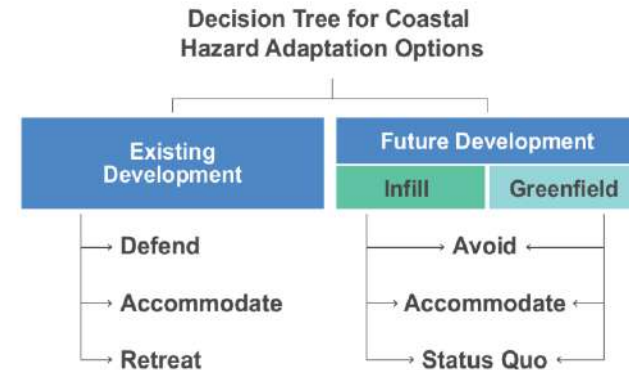 Decision Tree for Coastal
Hazard Adaptation Options
Existing
Development
Future Development
Infill
Greenfield
Defend
Accommodate
Retreat
Avoid
Accommodate
Status Quo